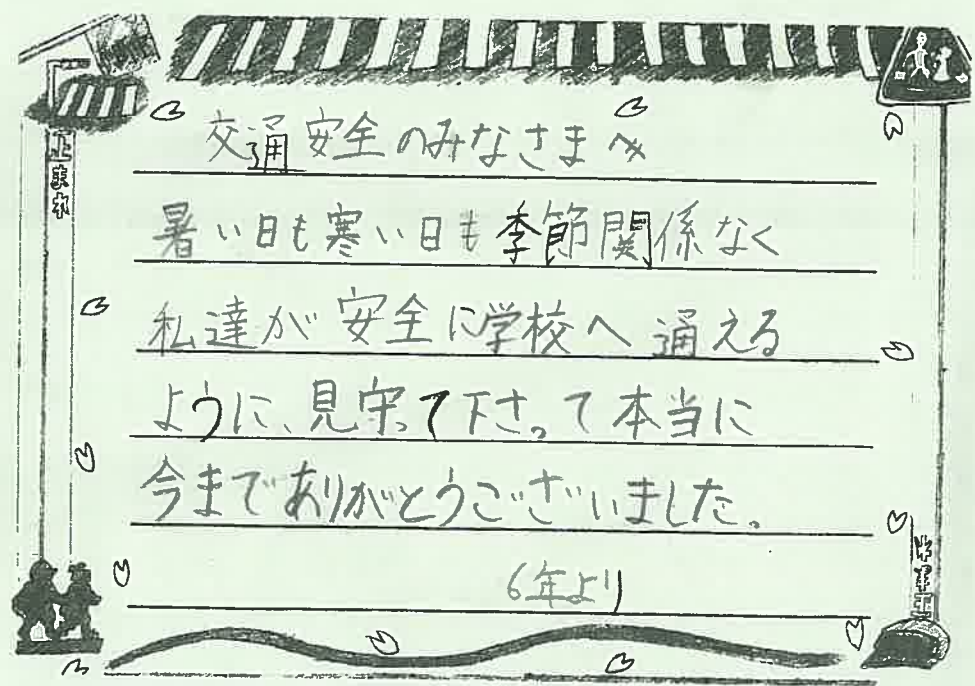 交通安全のみなさまへ
暑い日も寒い日も季節関係なく
私達が安全に学校へ通える
ように、見守って下さって本当に
今までありがとうございました。
6年より
止まれ
止まれ